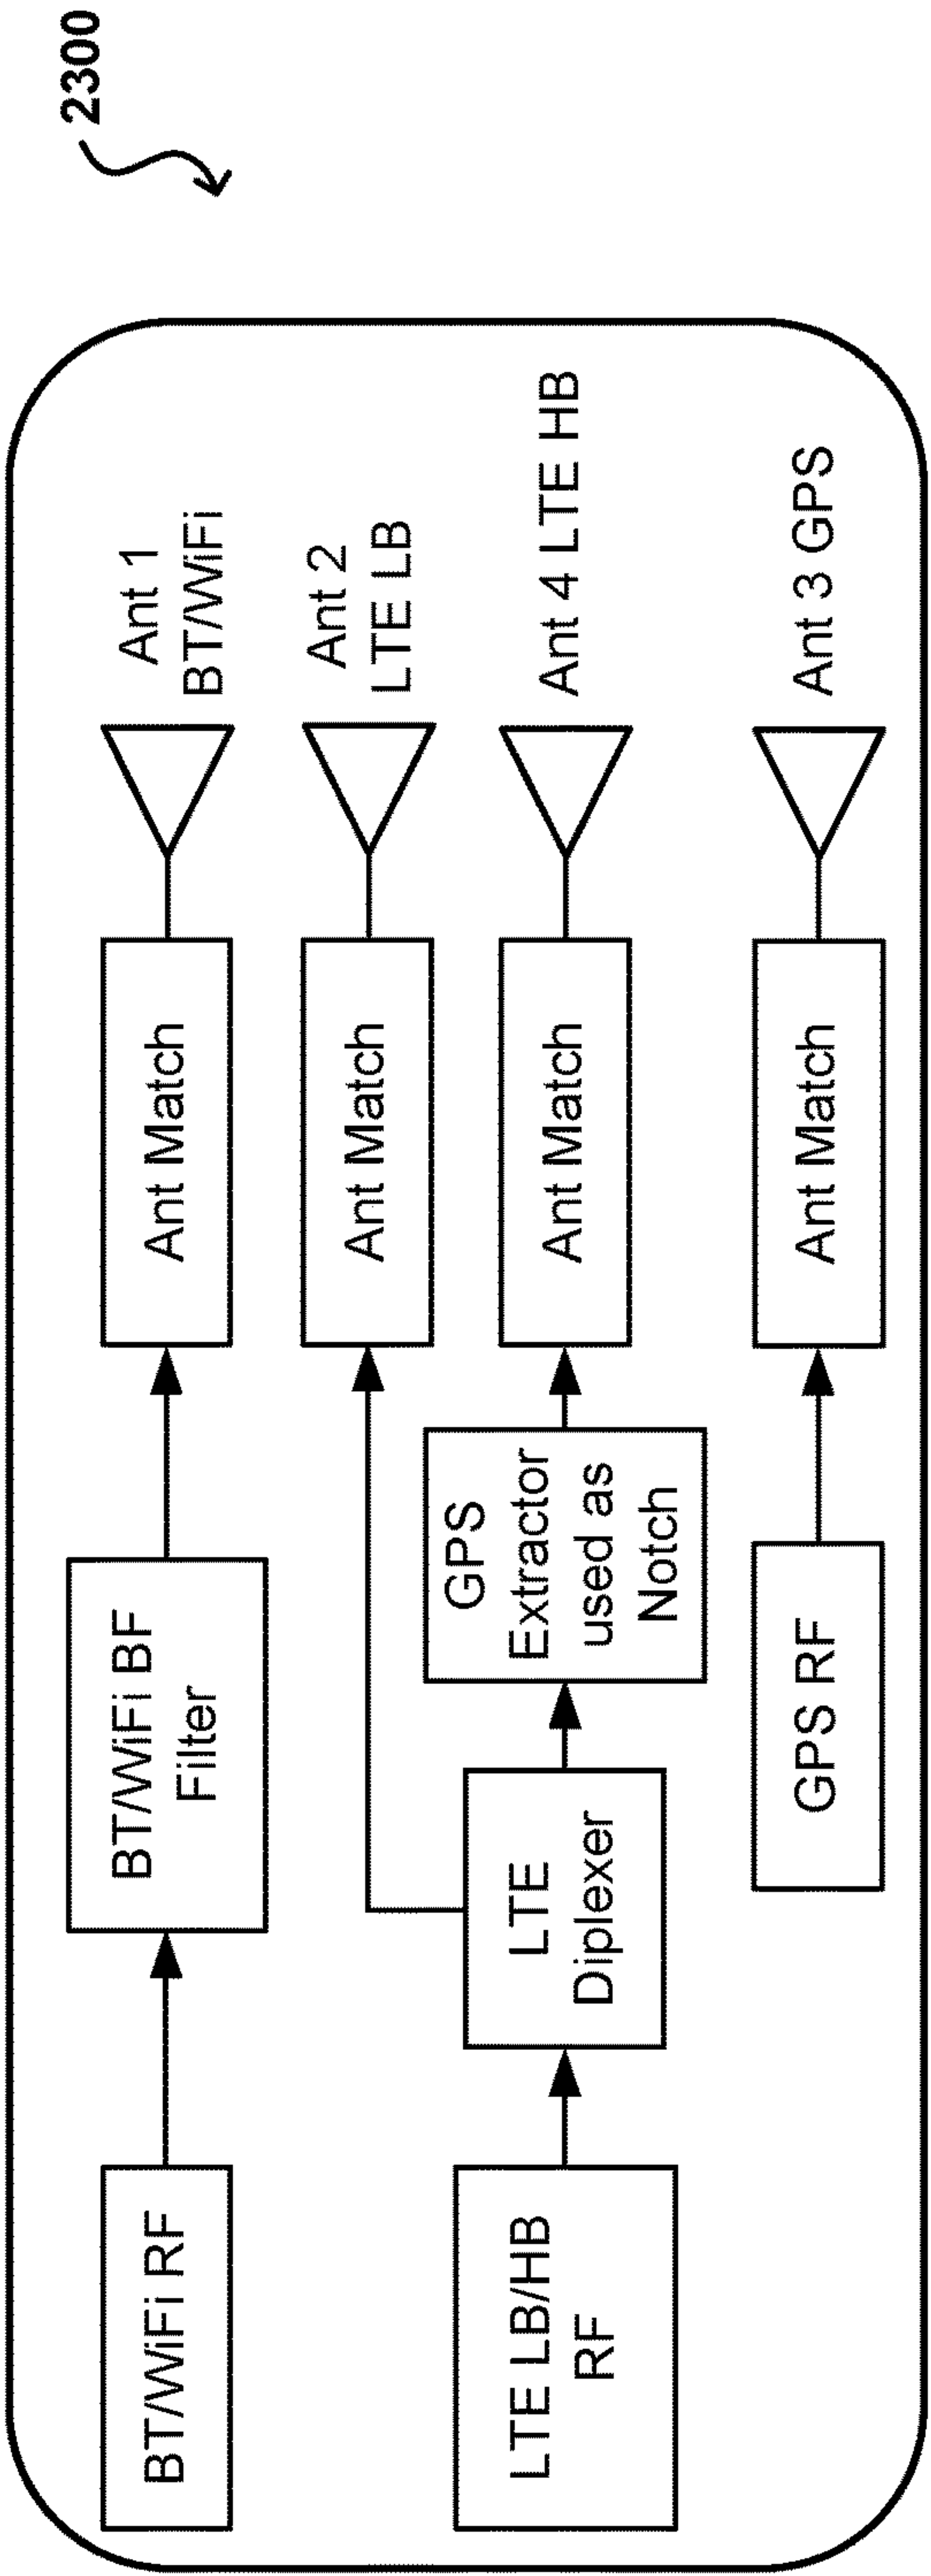 2300
BT/WiFi RF
BT/WiFi BF
Filter
Ant Match
Ant 1
BT/WiFi
Ant Match
Ant 2
LTE LB
LTE LB/HB
RF
LTE
Diplexer
GPS
Extractor
used as
Notch
Ant Match
Ant 4 LTE HB
GPS RF
Ant Match
Ant 3 GPS